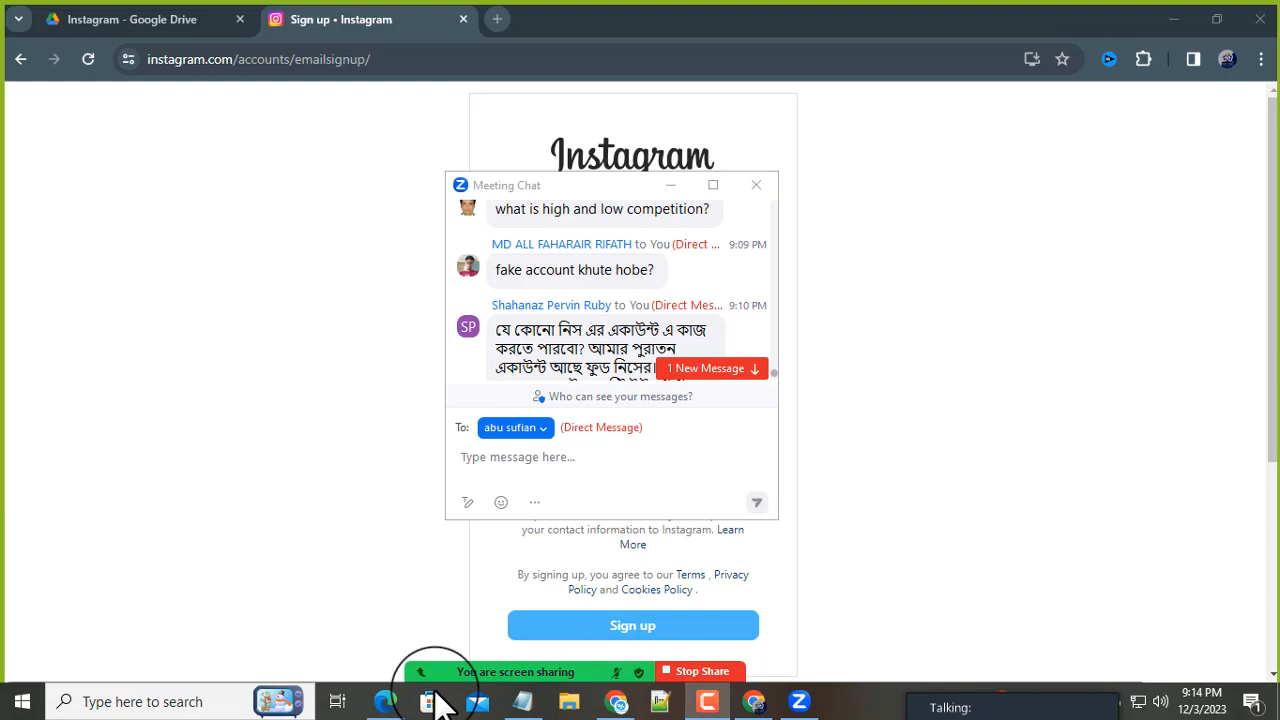 Instagram - Google Drive
Sign up • Instagram
instagram.com/accounts/emailsignup/
Instagram
Meeting Chat
what is high and low competition?
MD ALL FAHARAIR RIFATH to You (Direct ... 9:09 PM
fake account khute hobe?
Shahanaz Pervin Ruby to You (Direct Mes... 9:10 PM
SP
যে কোনো নিস এর একাউন্ট এ কাজ
করতে পারবো? আমার পুরাতন
একাউন্ট আছে ফুড নিসের।
1 New Message
Who can see your messages?
To: abu sufian (Direct Message)
Type message here...
your contact information to Instagram. Learn
More
By signing up, you agree to our Terms , Privacy
Policy and Cookies Policy .
Sign up
You are screen sharing
Stop Share
Type here to search
Talking:
9:14 PM
12/3/2023
1